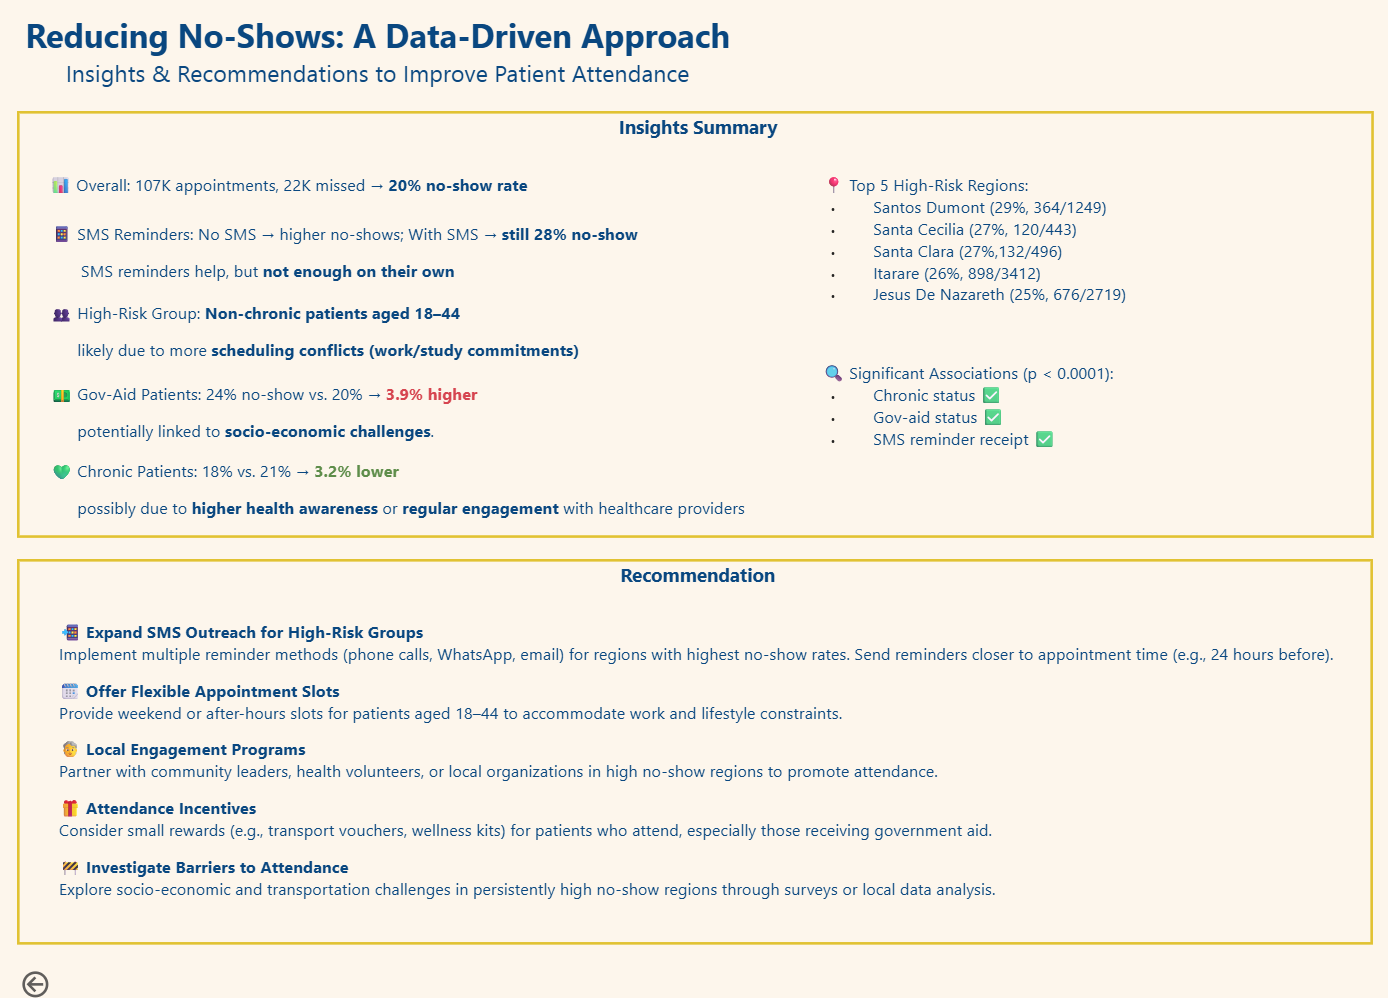 Reducing No-Shows: A Data-Driven Approach
Insights & Recommendations to Improve Patient Attendance
Insights Summary
📊 Overall: 107K appointments, 22K missed → 20% no-show rate
📱 SMS Reminders: No SMS → higher no-shows; With SMS → still 28% no-show
SMS reminders help, but not enough on their own
👥 High-Risk Group: Non-chronic patients aged 18–44
likely due to more scheduling conflicts (work/study commitments)
💵 Gov-Aid Patients: 24% no-show vs. 20% → 3.9% higher
potentially linked to socio-economic challenges.
💚 Chronic Patients: 18% vs. 21% → 3.2% lower
possibly due to higher health awareness or regular engagement with healthcare providers
📍 Top 5 High-Risk Regions:
• Santos Dumont (29%, 364/1249)
• Santa Cecilia (27%, 120/443)
• Santa Clara (27%,132/496)
• Itarare (26%, 898/3412)
• Jesus De Nazareth (25%, 676/2719)
🔍 Significant Associations (p < 0.0001):
• Chronic status ✅
• Gov-aid status ✅
• SMS reminder receipt ✅
Recommendation
📲 Expand SMS Outreach for High-Risk Groups
Implement multiple reminder methods (phone calls, WhatsApp, email) for regions with highest no-show rates. Send reminders closer to appointment time (e.g., 24 hours before).
🗓 Offer Flexible Appointment Slots
Provide weekend or after-hours slots for patients aged 18–44 to accommodate work and lifestyle constraints.
🧓 Local Engagement Programs
Partner with community leaders, health volunteers, or local organizations in high no-show regions to promote attendance.
🎁 Attendance Incentives
Consider small rewards (e.g., transport vouchers, wellness kits) for patients who attend, especially those receiving government aid.
🚧 Investigate Barriers to Attendance
Explore socio-economic and transportation challenges in persistently high no-show regions through surveys or local data analysis.